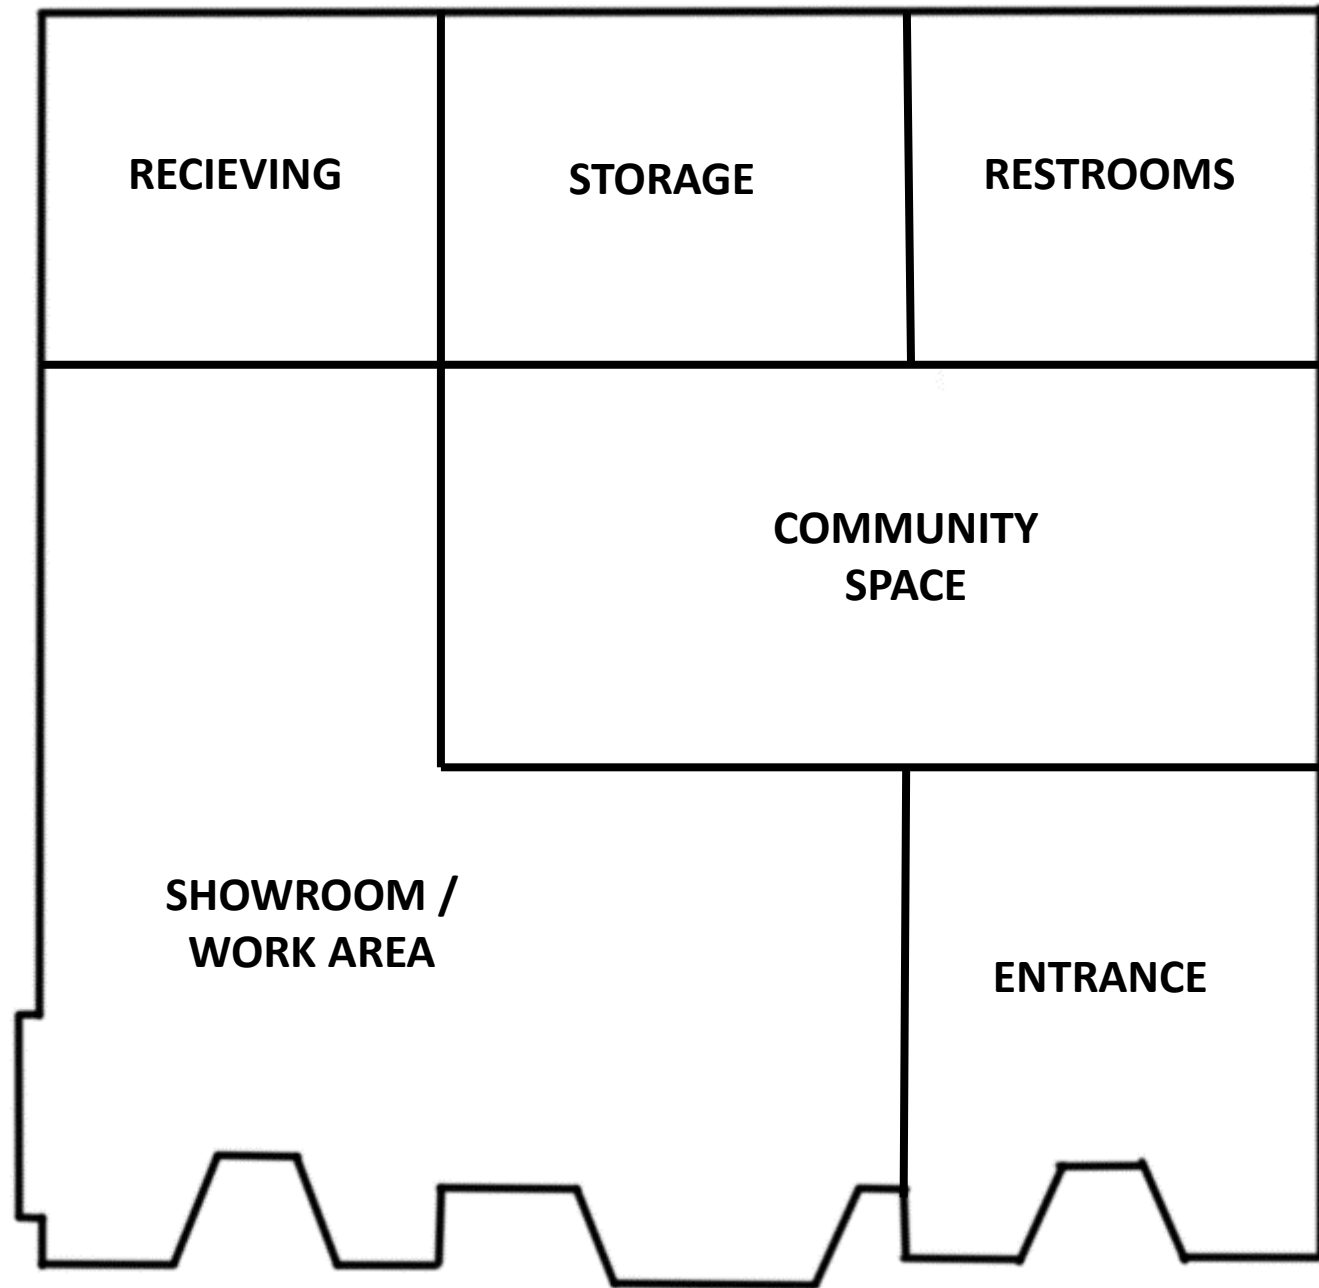 RECIEVING
STORAGE
RESTROOMS
COMMUNITY
SPACE
SHOWROOM /
WORK AREA
ENTRANCE